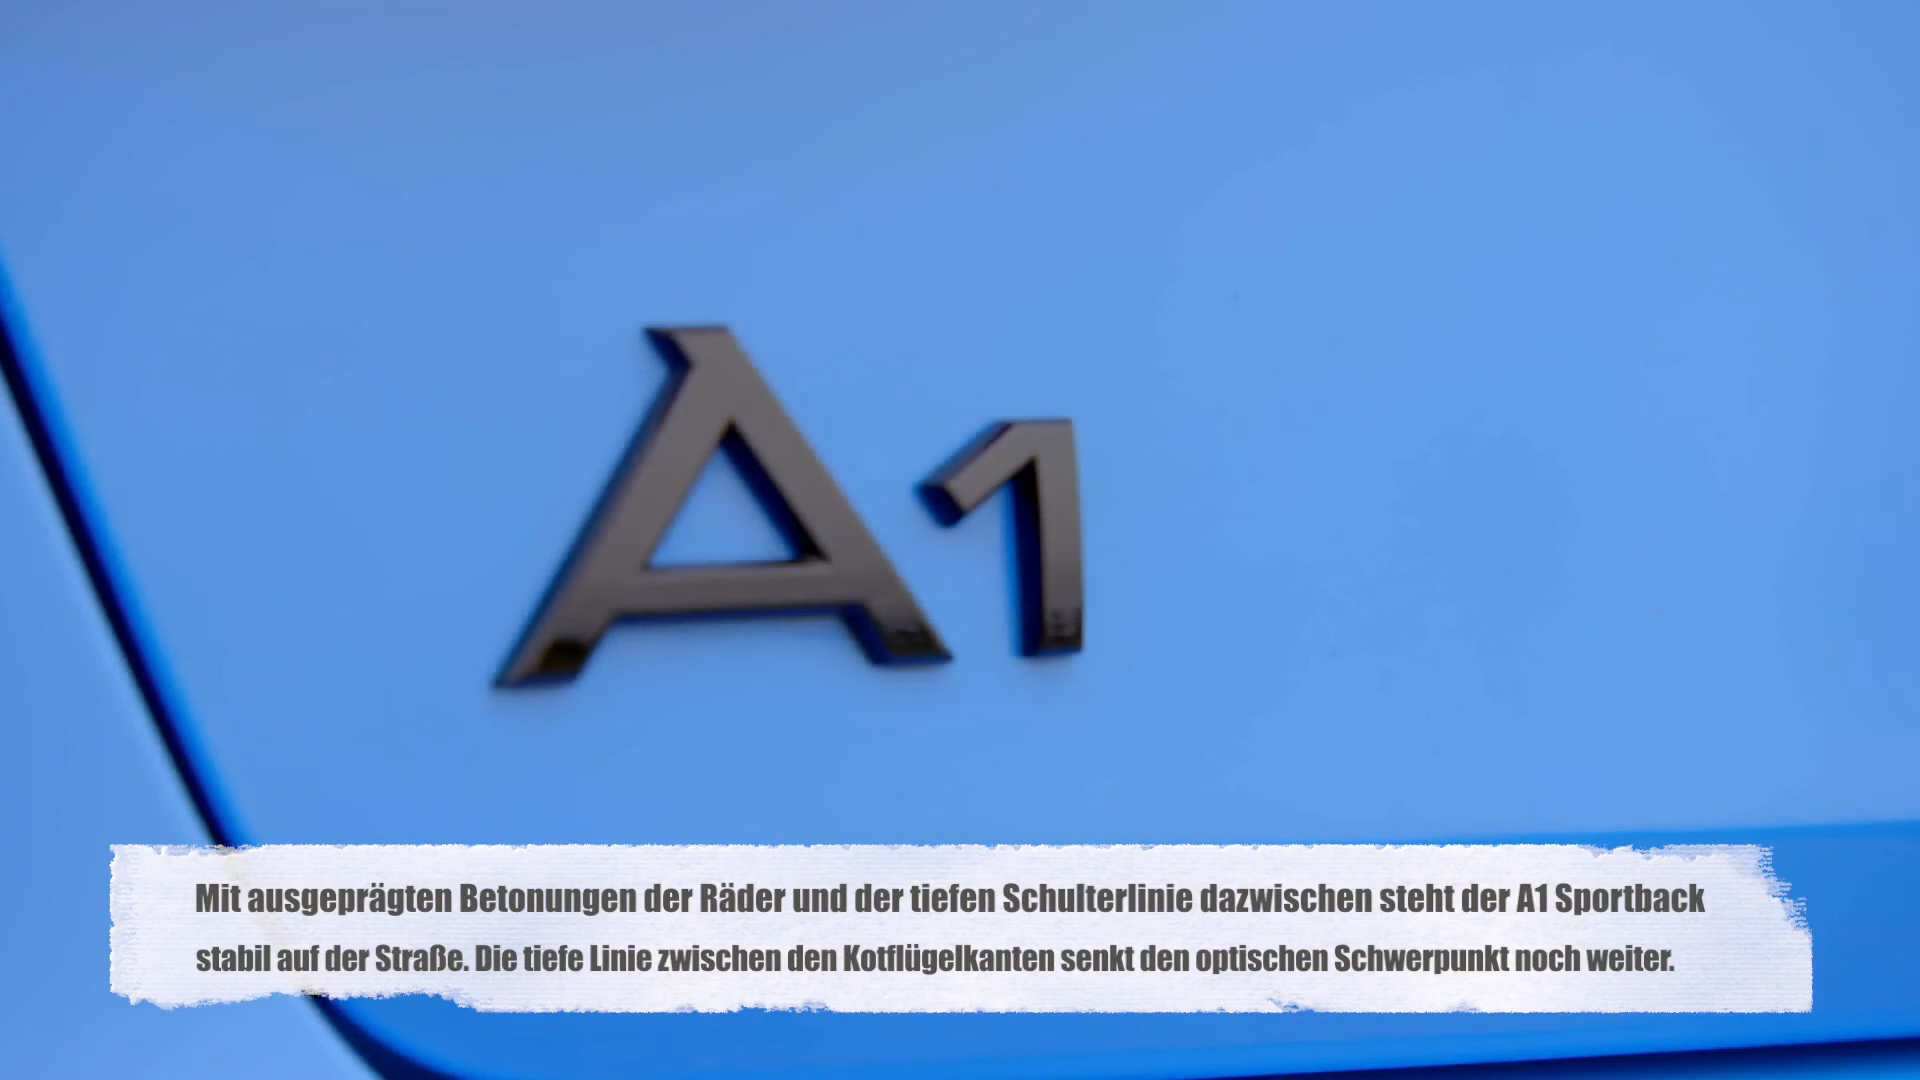 A1
Mit ausgeprägten Betonungen der Räder und der tiefen Schulterlinie dazwischen steht der A1 Sportback
stabil auf der Straße. Die tiefe Linie zwischen den Kotflügelkanten senkt den optischen Schwerpunkt noch weiter.